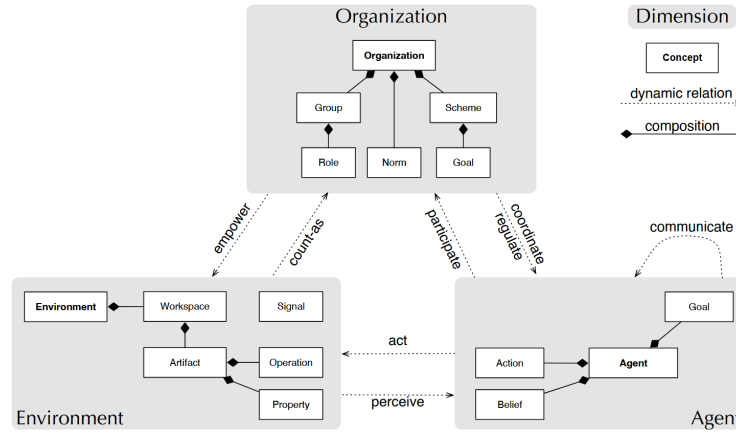 Organization
Dimension
Organization
Concept
Group
Scheme
dynamic relation
composition
Role
Norm
Goal
empower
count-as
participate
coordinate
regulate
communicate
Environment
Workspace
Signal
Goal
Artifact
Operation
act
Action
Agent
Property
perceive
Belief
Environment
Agent